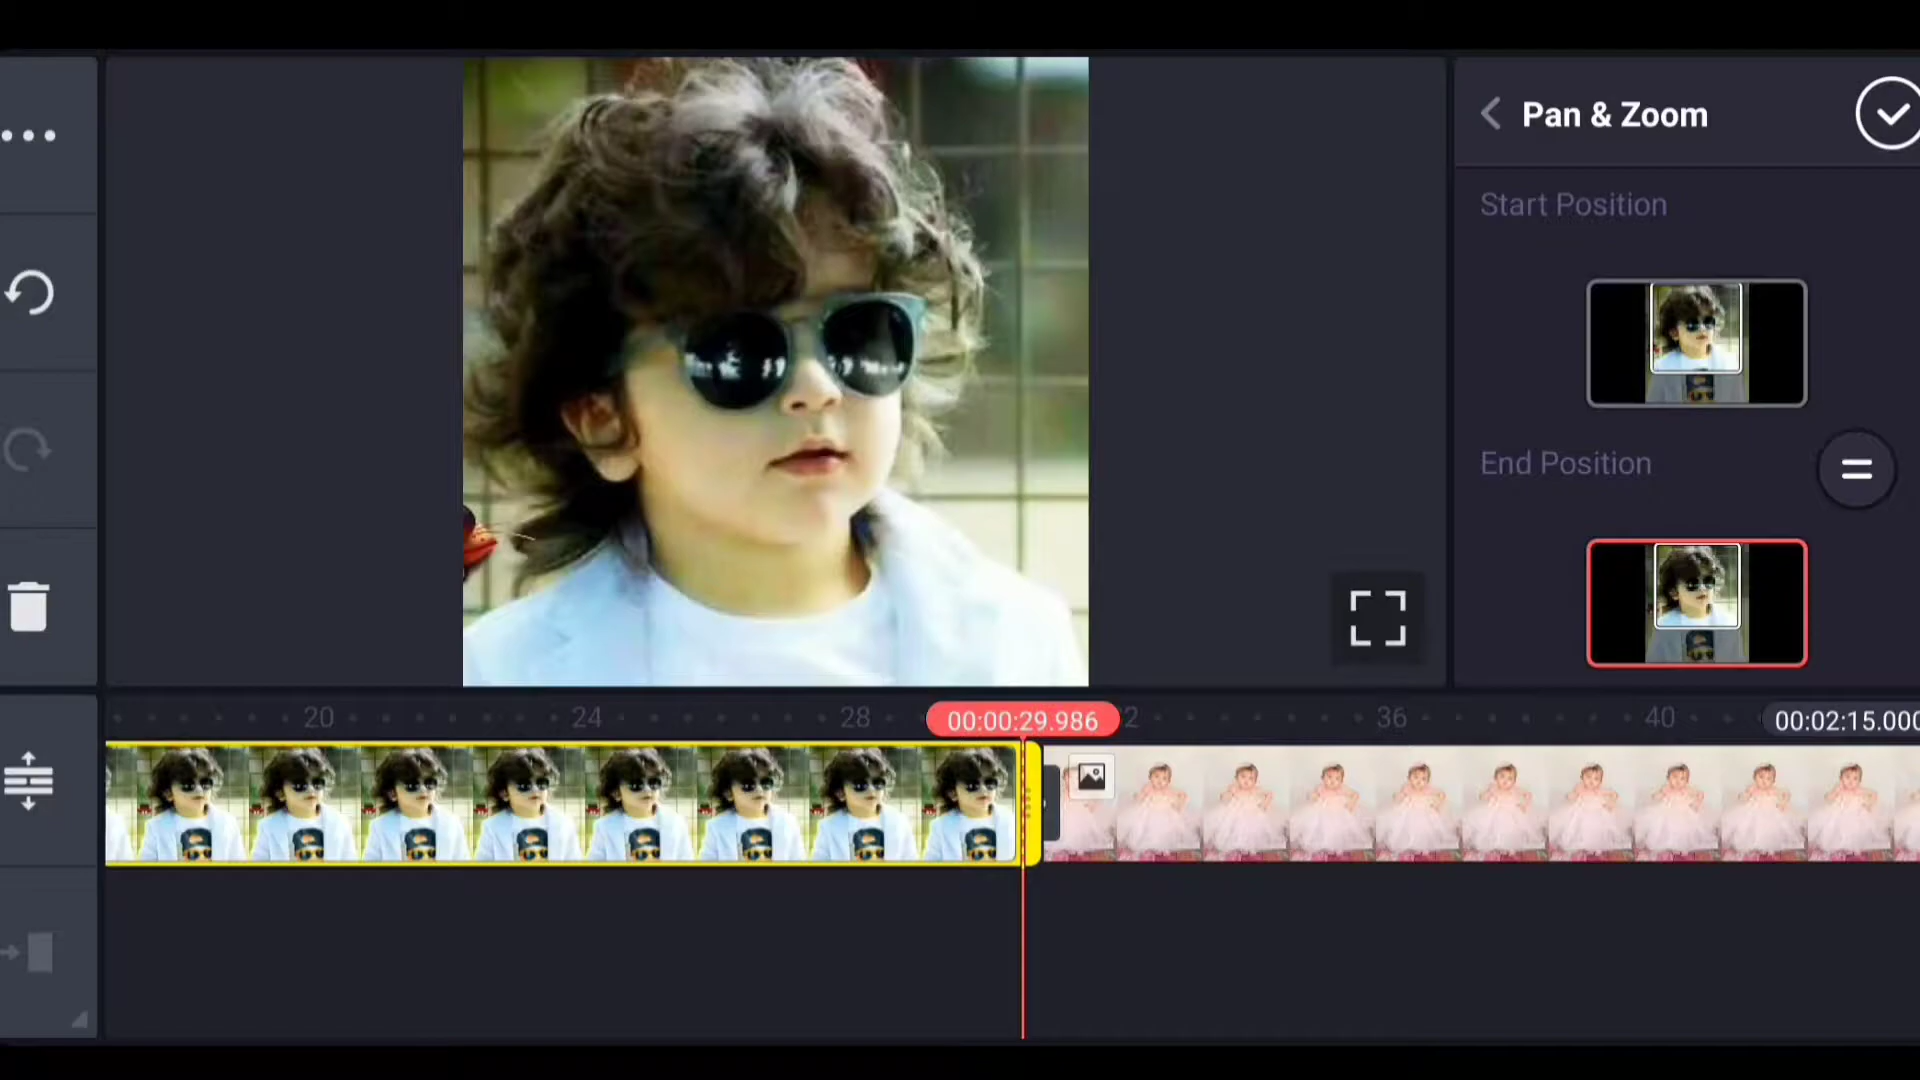 Pan & Zoom
Start Position
End Position
20
24
28
00:00:29.986
36
40
00:02:15.000